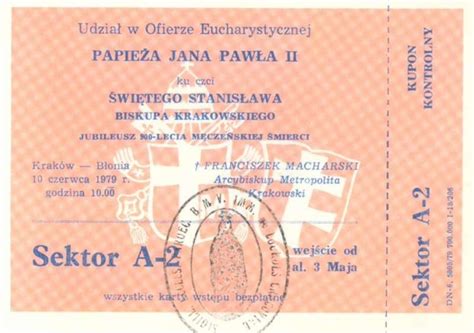 Udział w Ofierze Eucharystycznej
PAPIEŻA JANA PAWŁA II
ku czci
ŚWIĘTEGO STANISŁAWA
BISKUPA KRAKOWSKIEGO
JUBILEUSZ 900-LECIA MĘCZEŃSKIEJ ŚMIERCI
Kraków — Błonia
10 czerwca 1979 r.
godzina 10.00
† FRANCISZEK MACHARSKI
Arcybiskup Metropolita
Krakowski
Sektor A-2
wejście od
al. 3 Maja
wszystkie karty wstępu bezpłatne
KUPON
KONTROLNY
Sektor A-2
B. M. V. IMM.